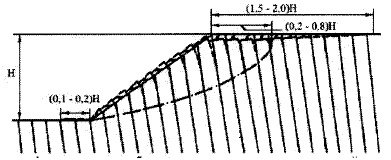 (1.5 - 2.0)H
(0,2 - 0,8)H
H
(0,1 - 0,2)H